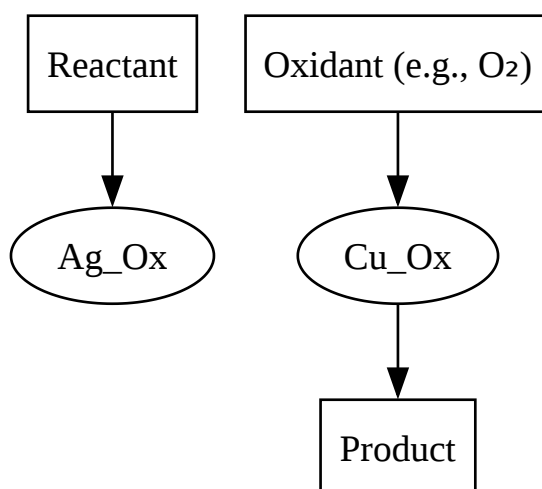 Reactant
Oxidant (e.g., O₂)
Ag_Ox
Cu_Ox
Product